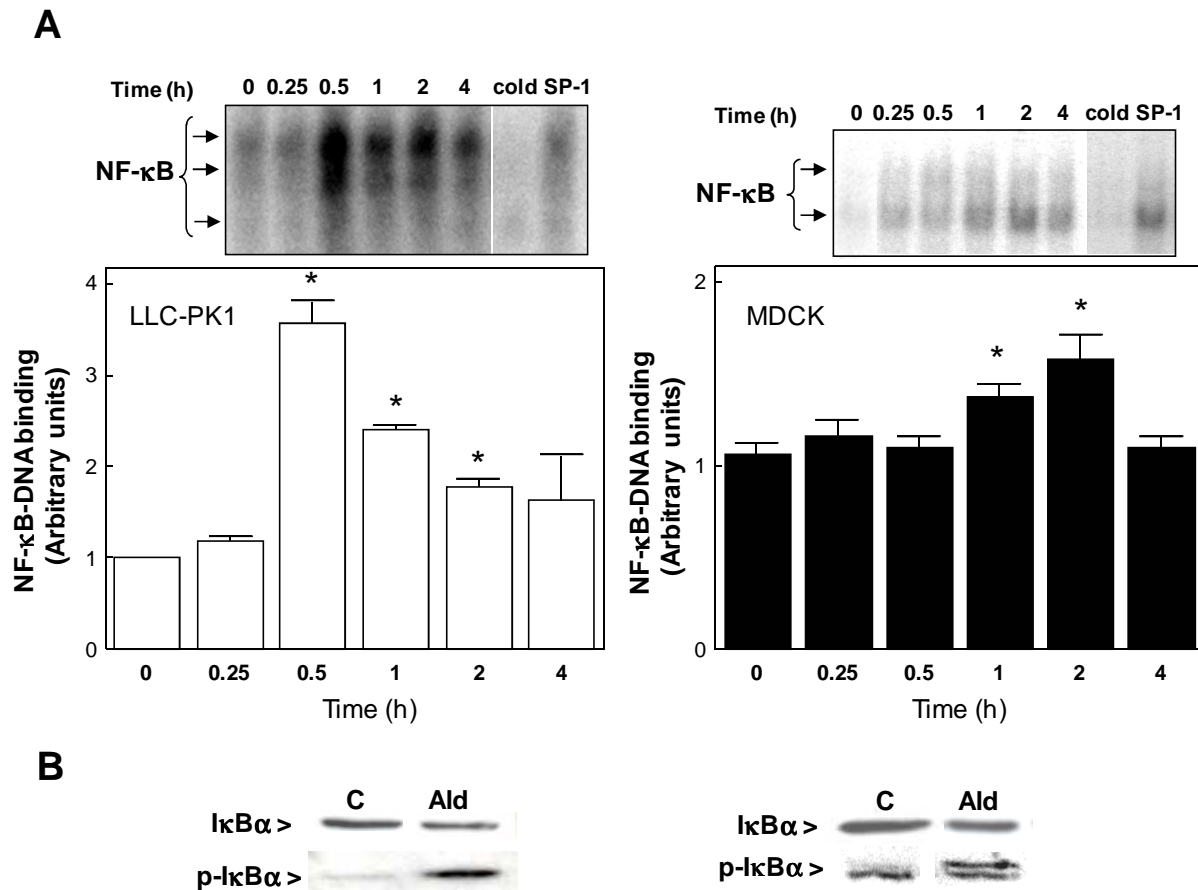 A
Time (h) 0 0.25 0.5 1 2 4 cold SP-1
NF-κB
4
3
2
1
0
NF-κB-DNA binding
(Arbitrary units)
LLC-PK1
*
*
*
0 0.25 0.5 1 2 4
Time (h)
Time (h) 0 0.25 0.5 1 2 4 cold SP-1
NF-κB
2
1
0
NF-κB-DNA binding
(Arbitrary units)
MDCK
*
*
0 0.25 0.5 1 2 4
Time (h)
B
C Ald
IκBα >
p-IκBα >
C Ald
IκBα >
p-IκBα >